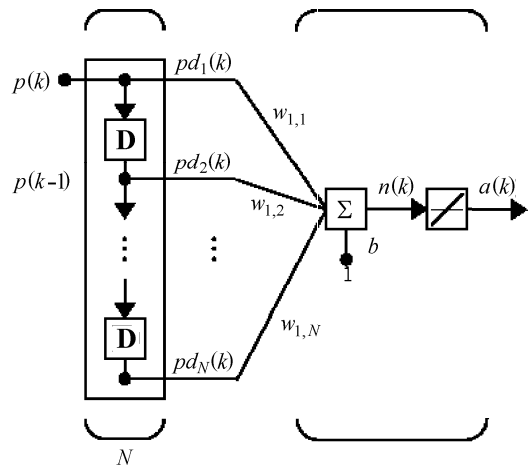 p(k)
pd₁(k)
w₁,₁
D
p(k-1)
pd₂(k)
w₁,₂
Σ
n(k)
a(k)
b
1
⋮
⋮
D
w₁,N
pdN(k)
N